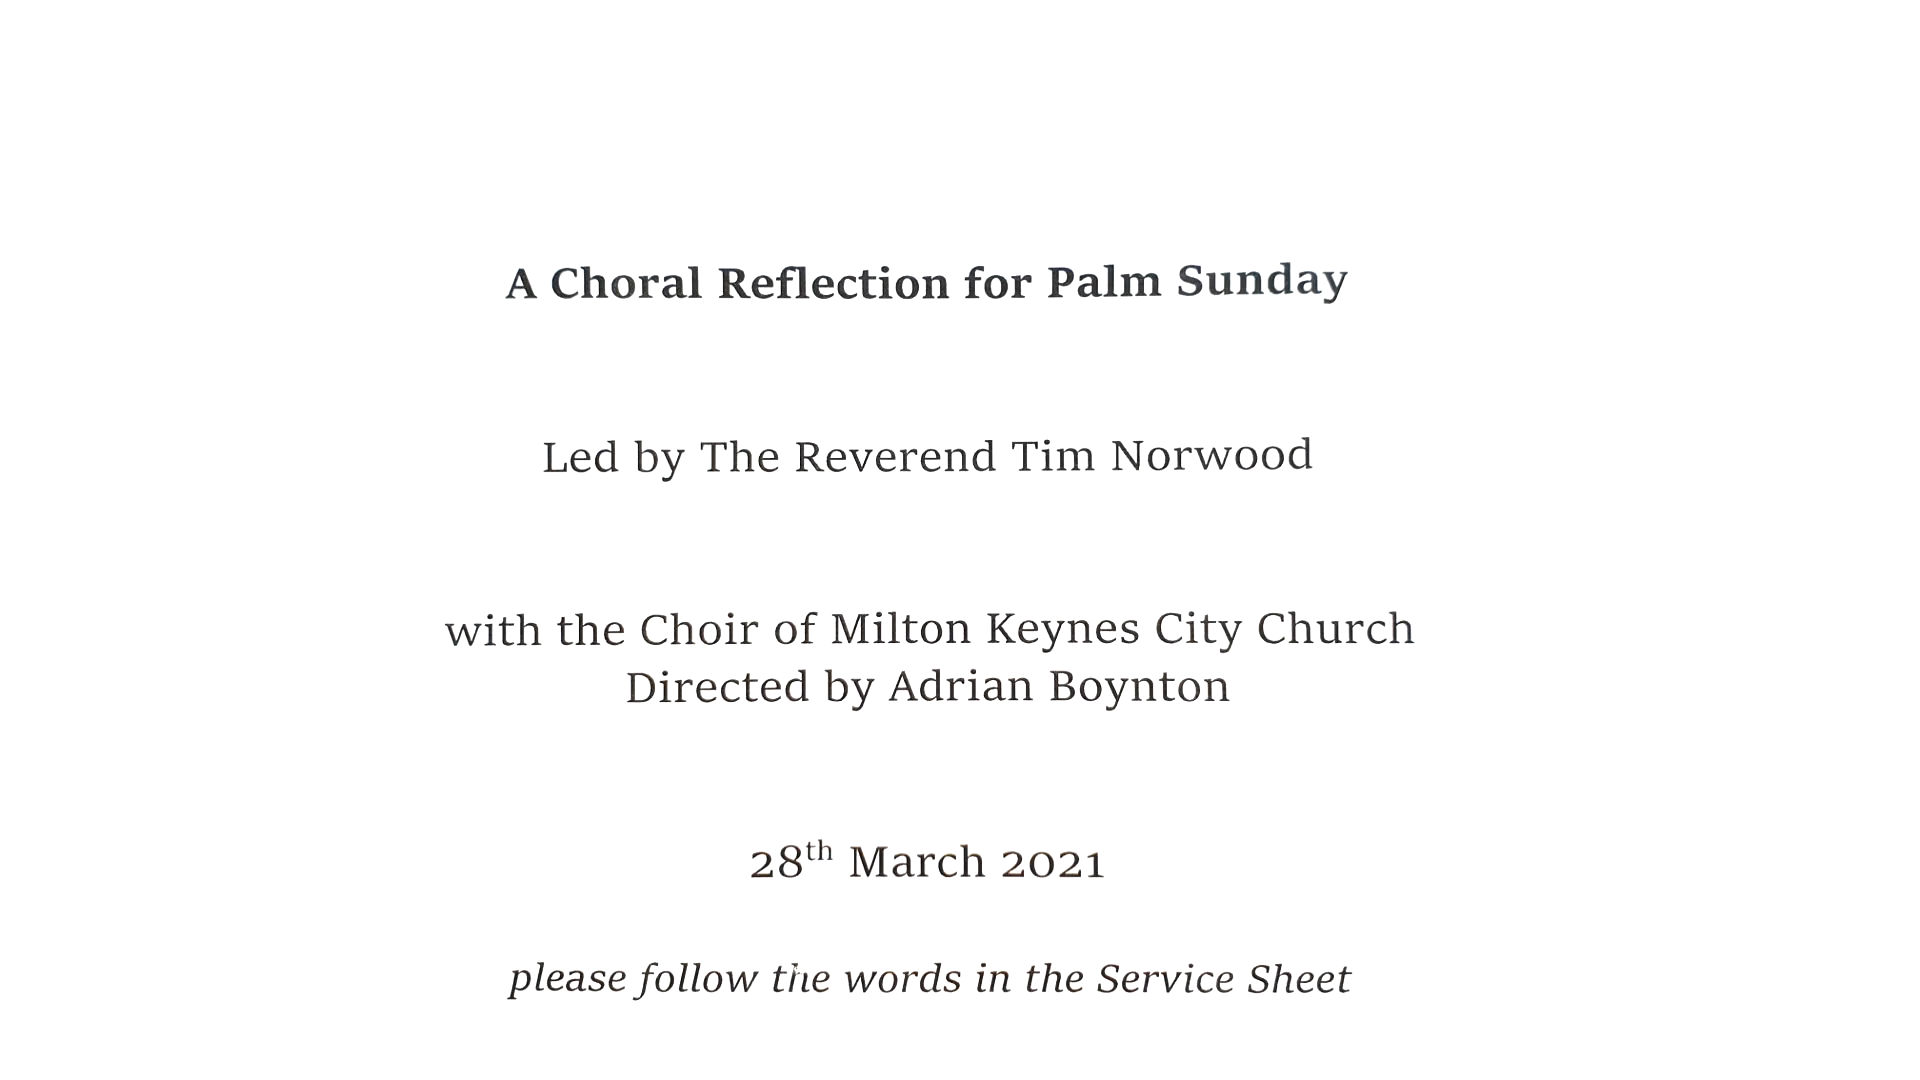 A Choral Reflection for Palm Sunday
Led by The Reverend Tim Norwood
with the Choir of Milton Keynes City Church
Directed by Adrian Boynton
28th March 2021
please follow the words in the Service Sheet